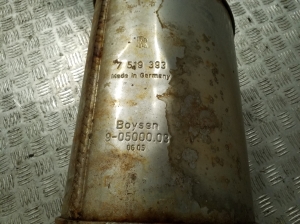 7 519 393
Made in Germany
Boysen
9-05000.03
06 05